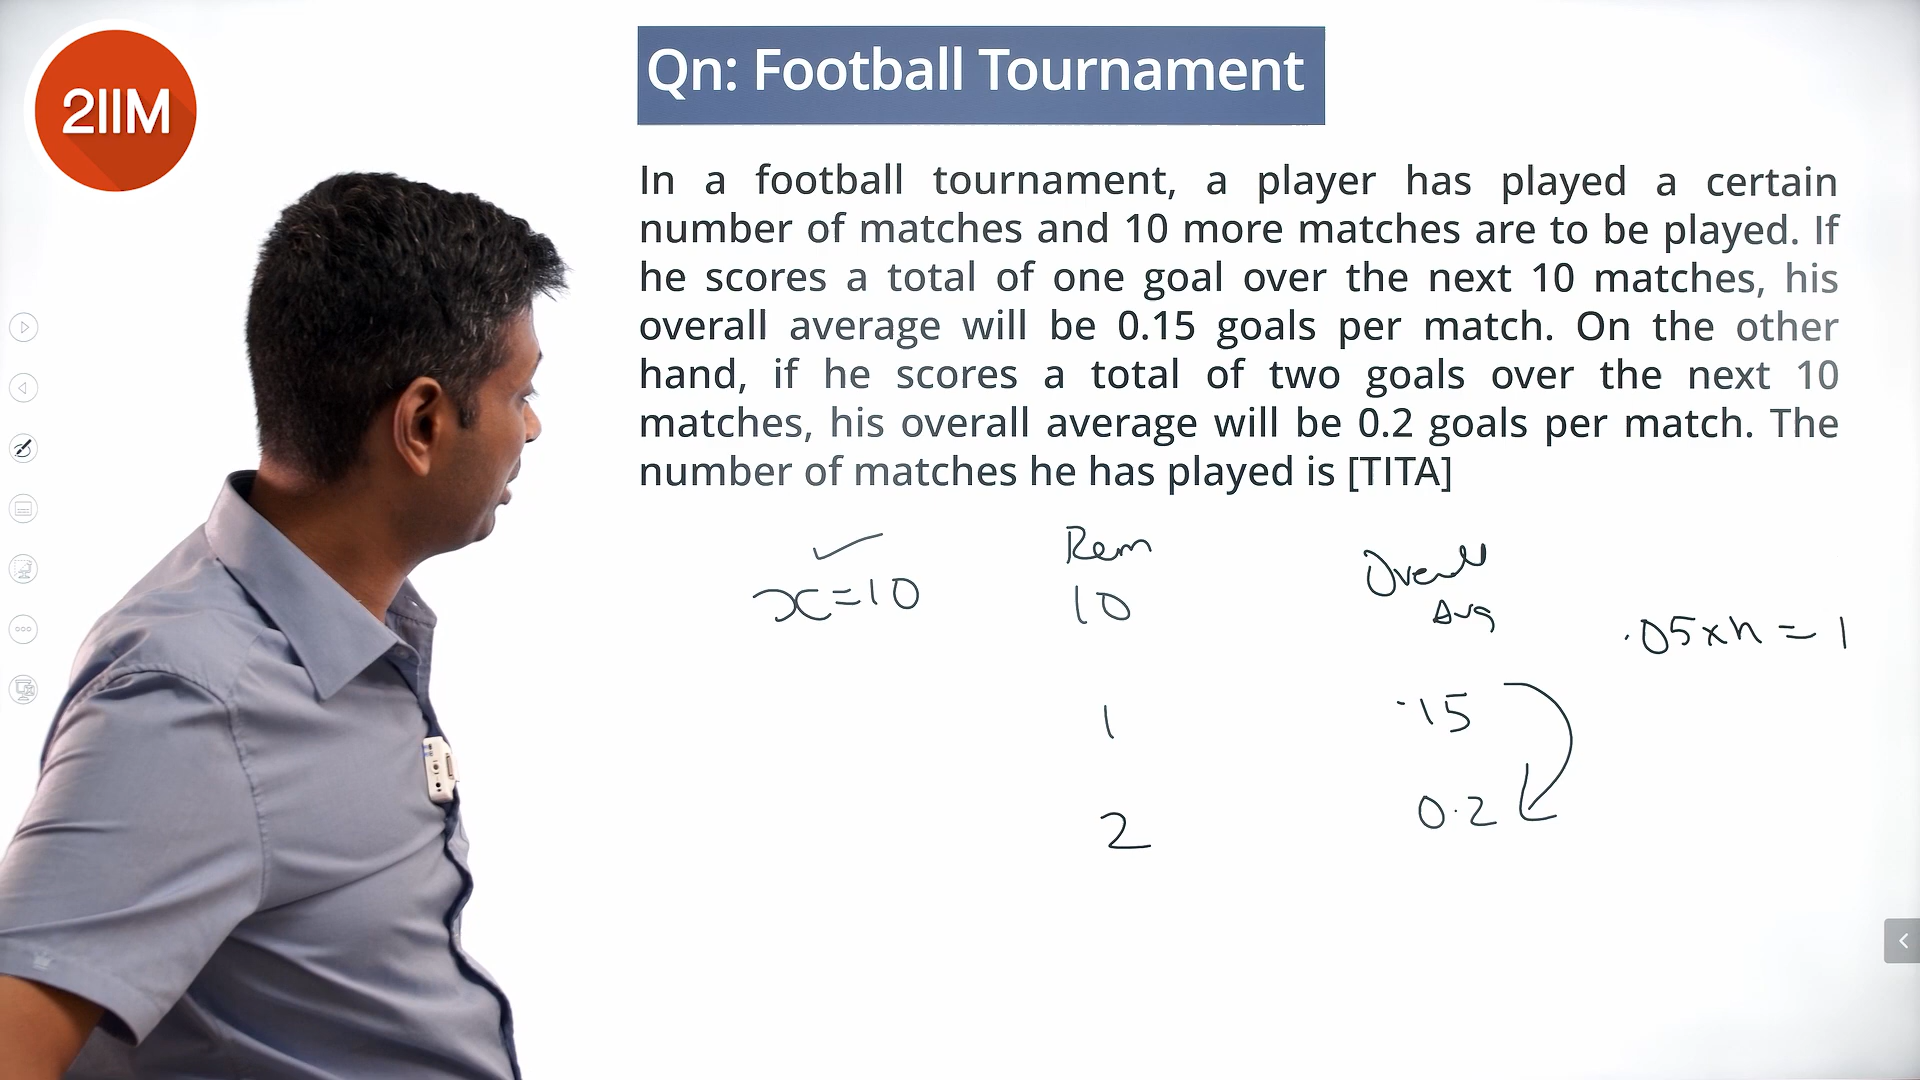 2IIM
Qn: Football Tournament
In a football tournament, a player has played a certain
number of matches and 10 more matches are to be played. If
he scores a total of one goal over the next 10 matches, his
overall average will be 0.15 goals per match. On the other
hand, if he scores a total of two goals over the next 10
matches, his overall average will be 0.2 goals per match. The
number of matches he has played is [TITA]
Rem
Overall
Avg
x=10
10
.05xn = 1
1
.15
2
0.2